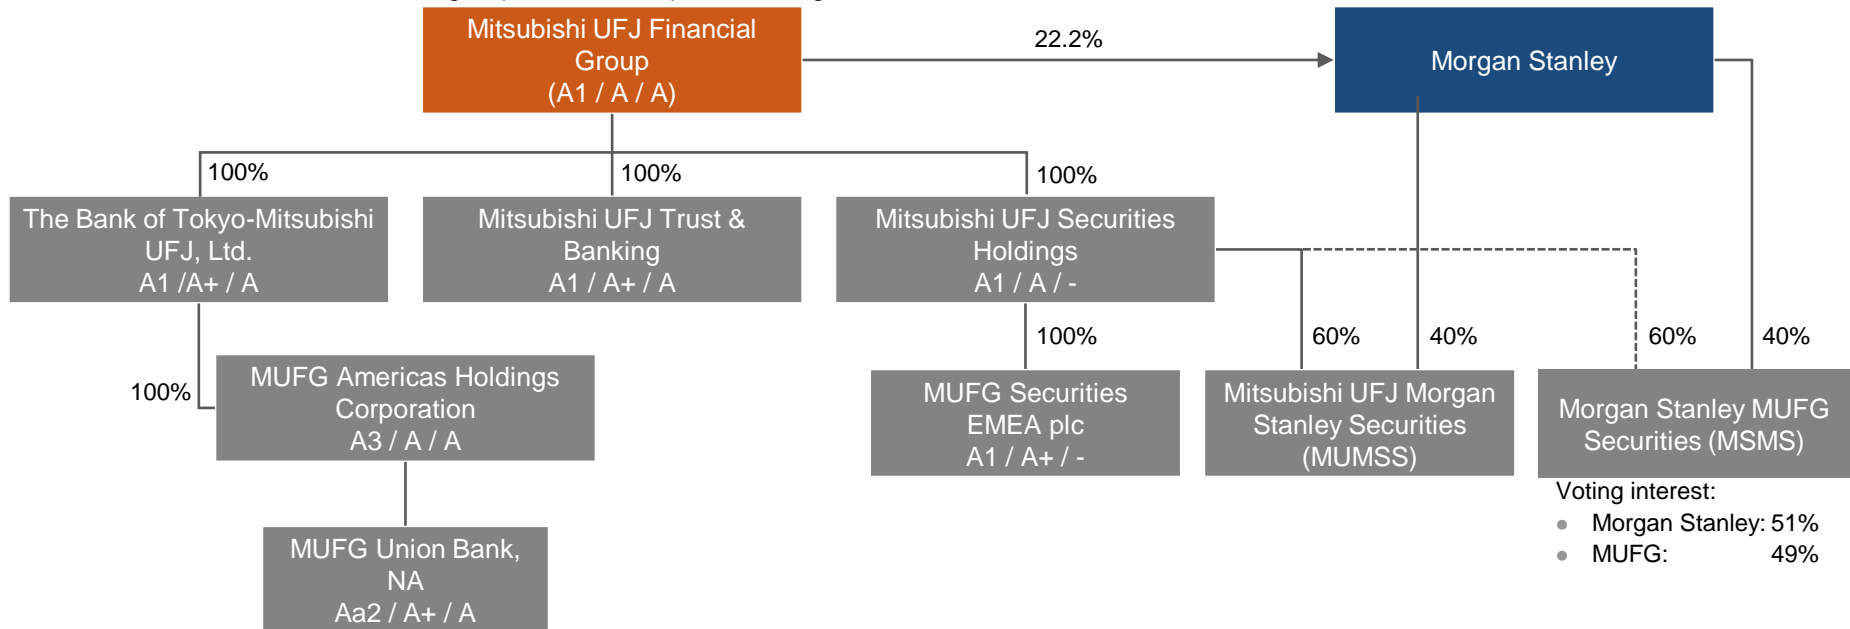 Mitsubishi UFJ Financial
Group
(A1 / A / A)
22.2%
Morgan Stanley
100%
100%
100%
The Bank of Tokyo-Mitsubishi
UFJ, Ltd.
A1 /A+ / A
Mitsubishi UFJ Trust &
Banking
A1 / A+ / A
Mitsubishi UFJ Securities
Holdings
A1 / A / -
100%
60%
40%
60%
40%
100%
MUFG Americas Holdings
Corporation
A3 / A / A
MUFG Securities
EMEA plc
A1 / A+ / -
Mitsubishi UFJ Morgan
Stanley Securities
(MUMSS)
Morgan Stanley MUFG
Securities (MSMS)
Voting interest:
● Morgan Stanley: 51%
● MUFG: 49%
MUFG Union Bank,
NA
Aa2 / A+ / A